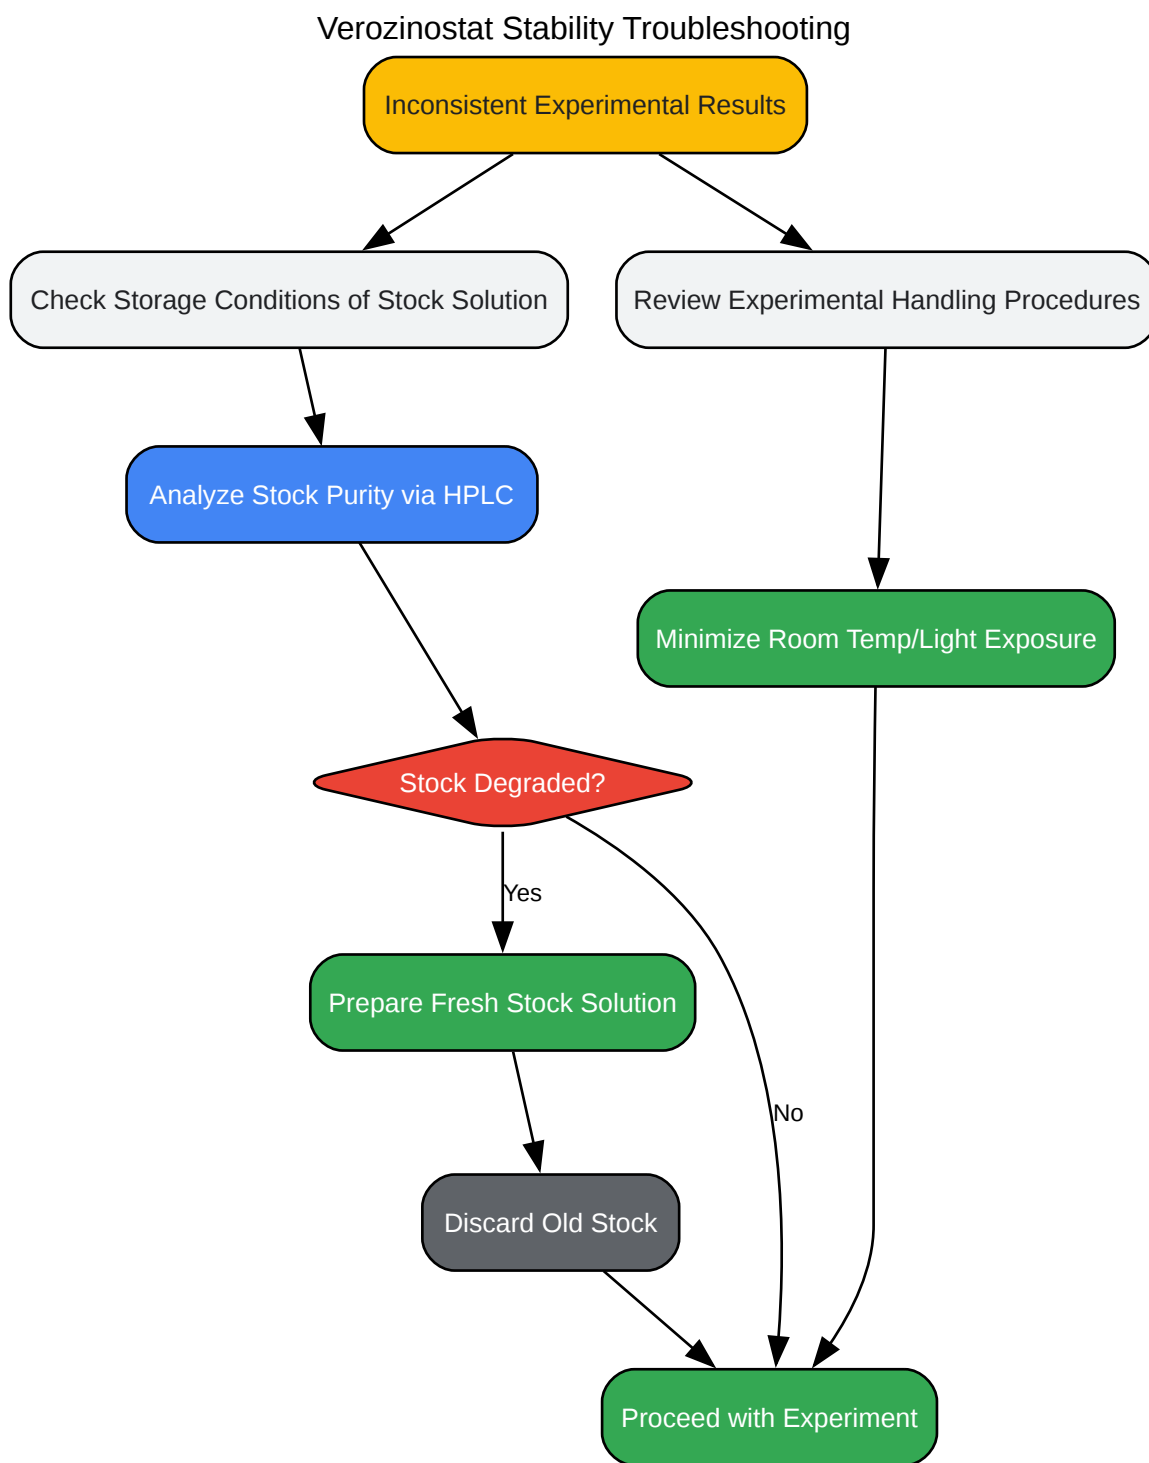 Verozinostat Stability Troubleshooting
Inconsistent Experimental Results
Check Storage Conditions of Stock Solution
Review Experimental Handling Procedures
Analyze Stock Purity via HPLC
Minimize Room Temp/Light Exposure
Stock Degraded?
Yes
Prepare Fresh Stock Solution
No
Discard Old Stock
Proceed with Experiment